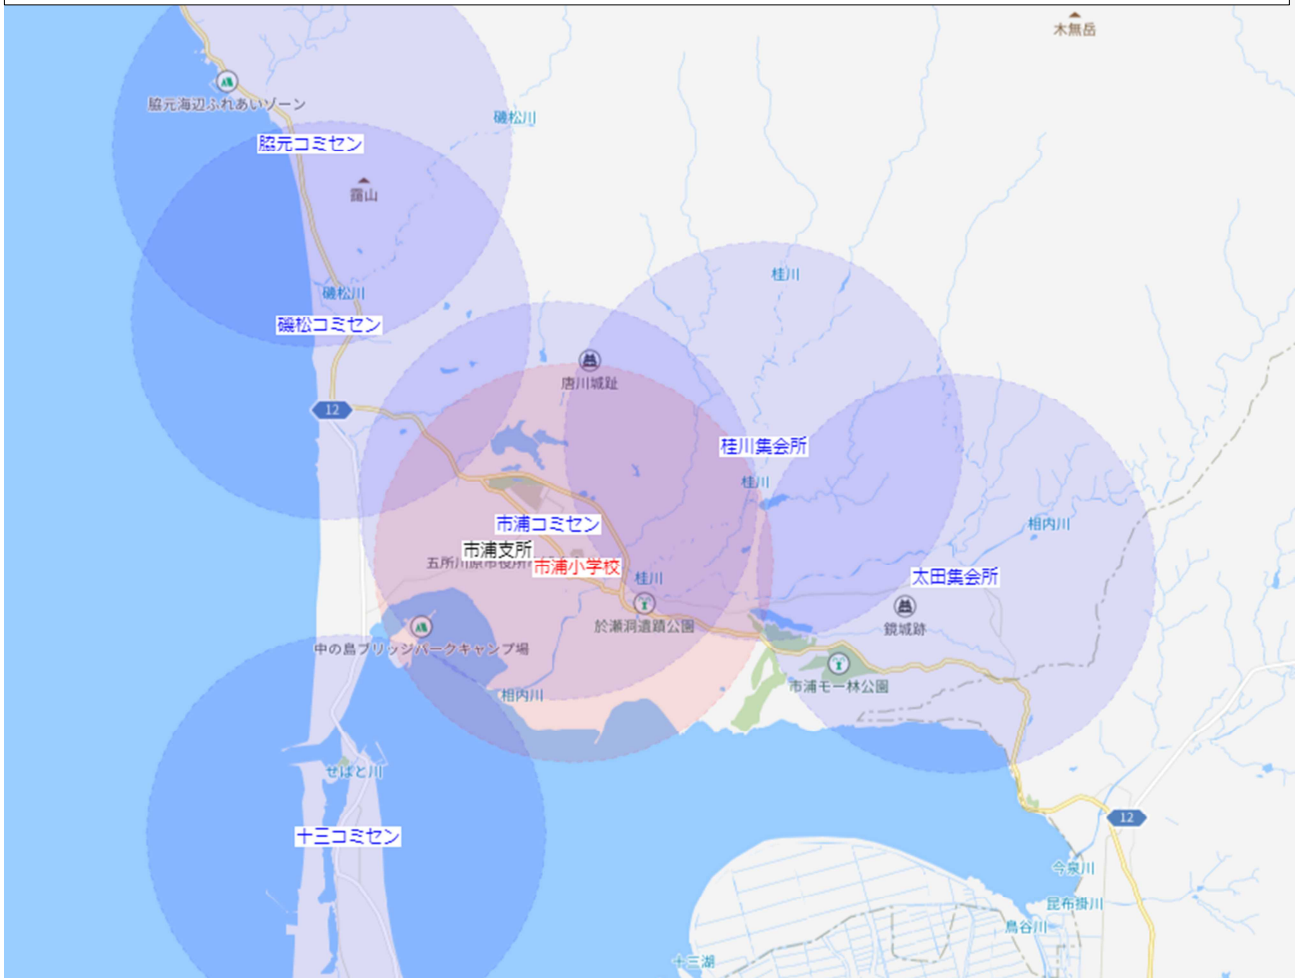 木無岳
脇元海辺ふれあいゾーン
磯松川
脇元コミセン
靄山
桂川
磯松川
磯松コミセン
唐川城趾
12
桂川集会所
桂川
市浦コミセン
相内川
市浦支所
五所川原市役所市
市浦小学校
桂川
太田集会所
於瀬洞遺蹟公園
鏡城跡
中の島ブリッジパークキャンプ場
市浦モー林公園
相内川
せばと川
12
十三コミセン
今泉川
昆布掛川
鳥谷川
十三湖